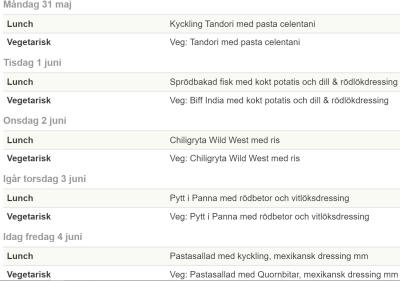 Måndag 31 maj
Lunch Kyckling Tandori med pasta celentani
Vegetarisk Veg: Tandori med pasta celentani
Tisdag 1 juni
Lunch Sprödbakad fisk med kokt potatis och dill & rödlökdressing
Vegetarisk Veg: Biff India med kokt potatis och dill & rödlökdressing
Onsdag 2 juni
Lunch Chiligryta Wild West med ris
Vegetarisk Veg: Chiligryta Wild West med ris
Igår torsdag 3 juni
Lunch Pytt i Panna med rödbetor och vitlöksdressing
Vegetarisk Veg: Pytt i Panna med rödbetor och vitlöksdressing
Idag fredag 4 juni
Lunch Pastasallad med kyckling, mexikansk dressing mm
Vegetarisk Veg: Pastasallad med Quornbitar, mexikansk dressing mm